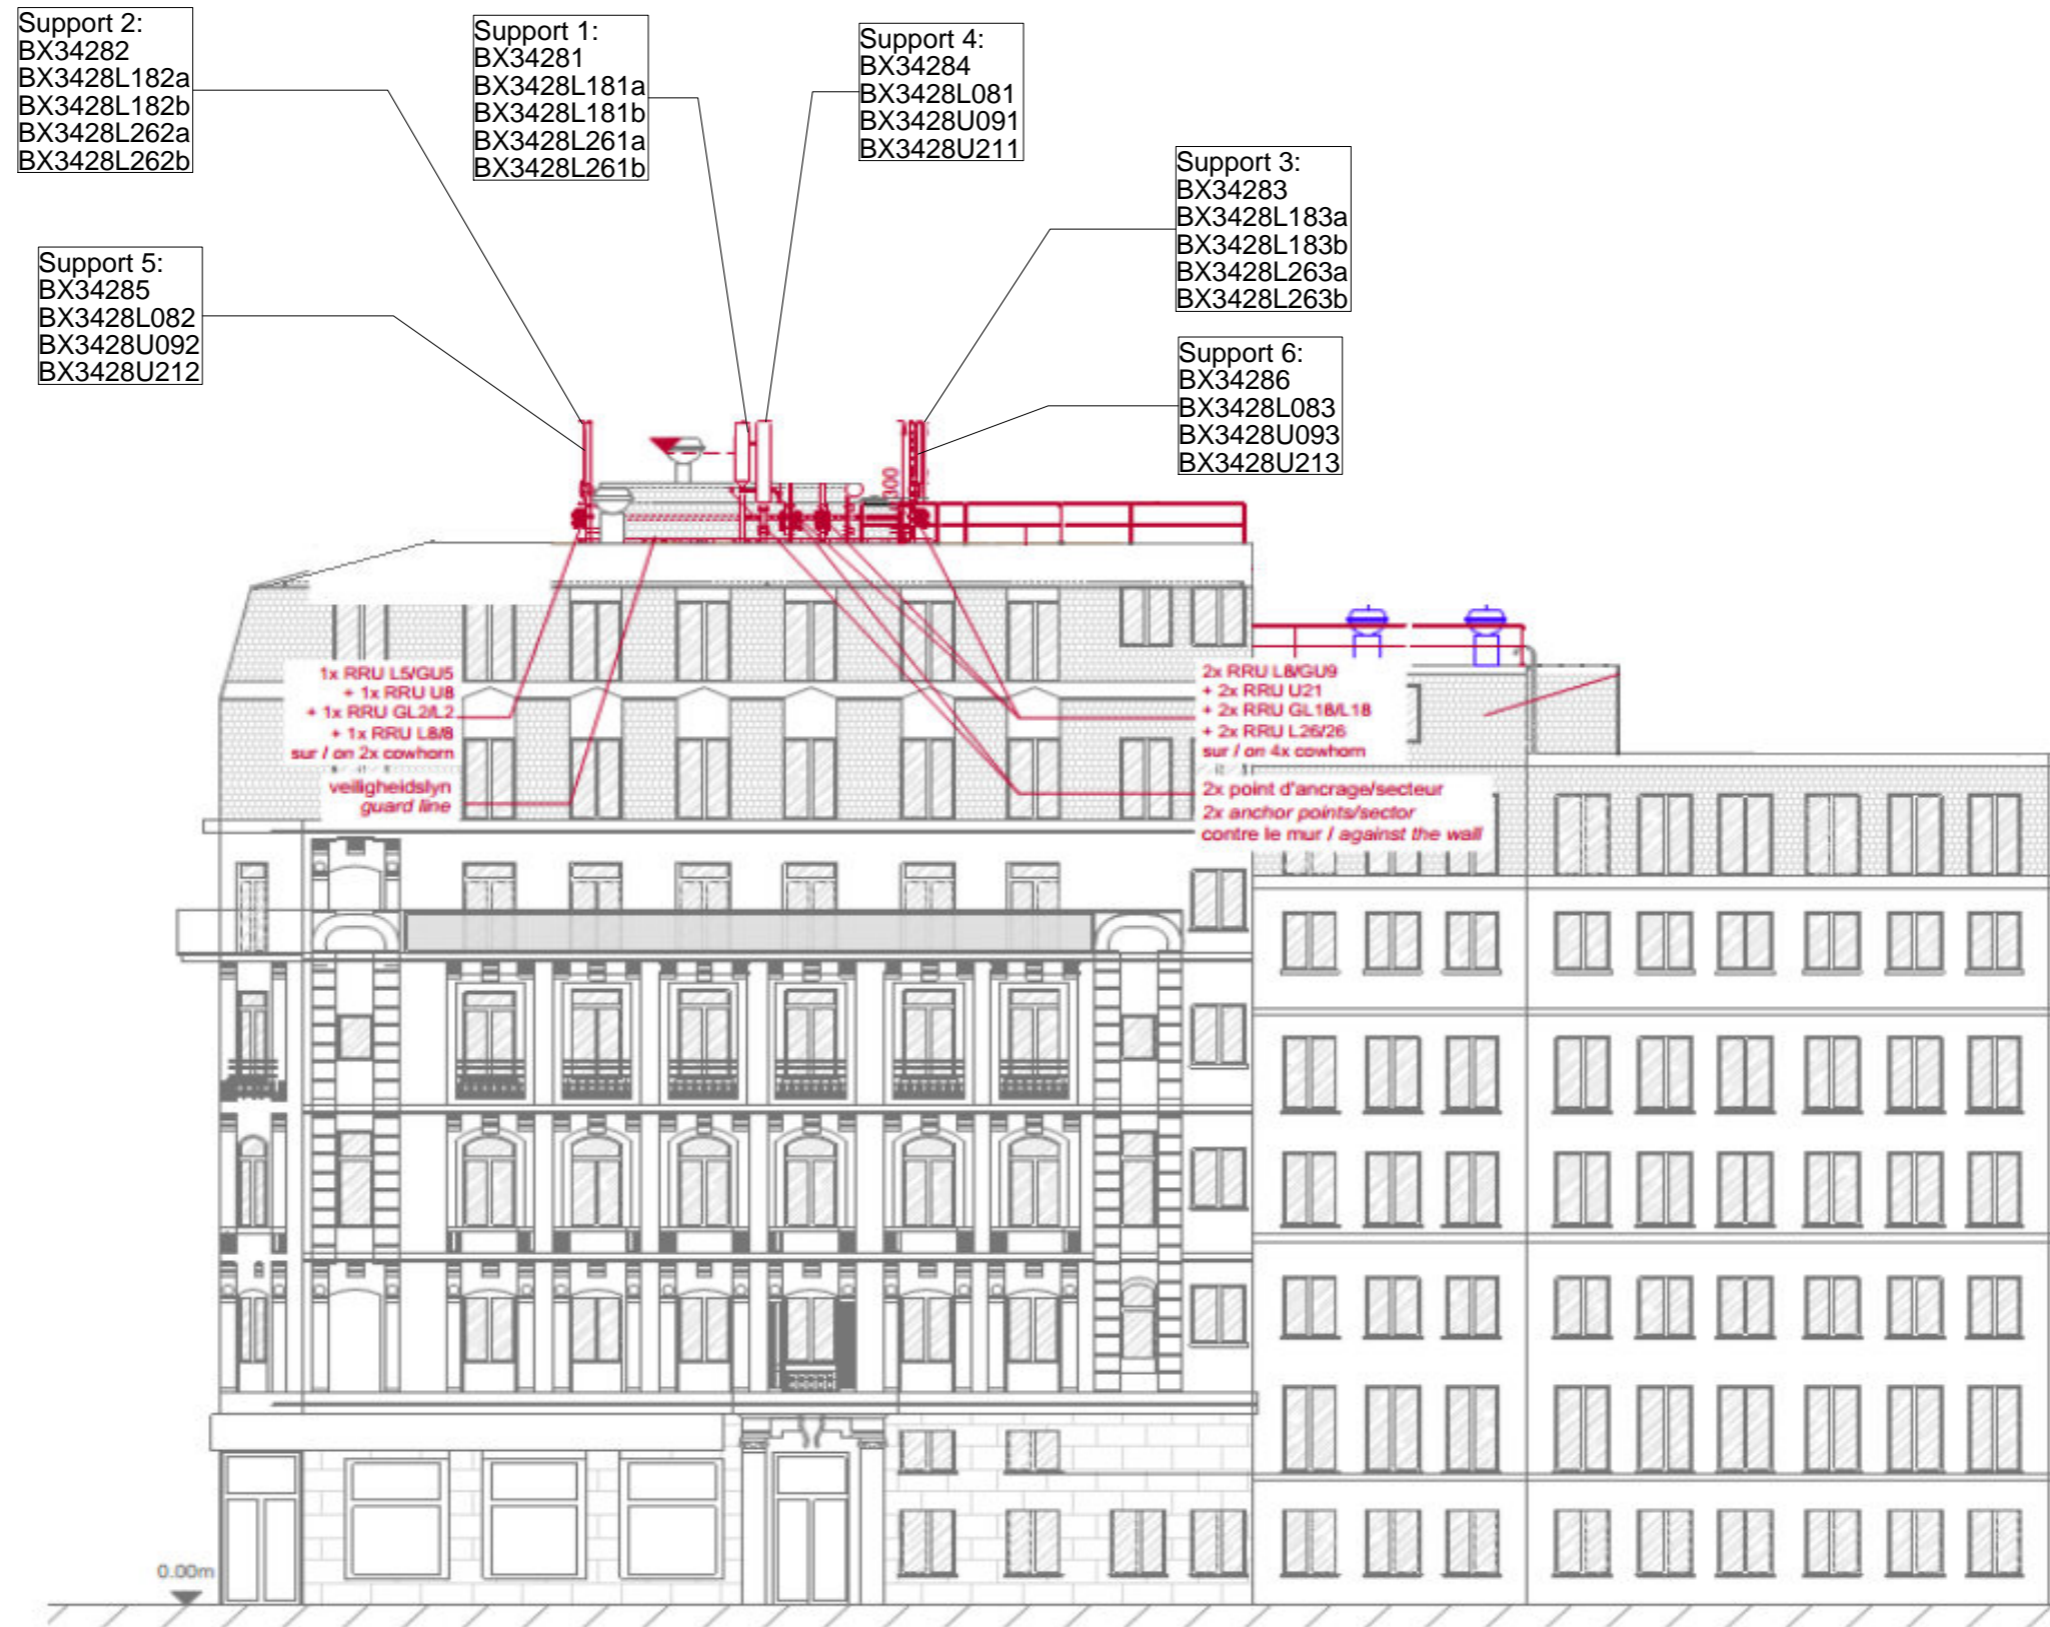 Support 2:
BX34282
BX3428L182a
BX3428L182b
BX3428L262a
BX3428L262b
Support 1:
BX34281
BX3428L181a
BX3428L181b
BX3428L261a
BX3428L261b
Support 4:
BX34284
BX3428L081
BX3428U091
BX3428U211
Support 3:
BX34283
BX3428L183a
BX3428L183b
BX3428L263a
BX3428L263b
Support 5:
BX34285
BX3428L082
BX3428U092
BX3428U212
Support 6:
BX34286
BX3428L083
BX3428U093
BX3428U213
300
1x RRU L5/GU5
+ 1x RRU U8
+ 1x RRU GL2/L2
+ 1x RRU L8/8
sur / on 2x cowhorn
veiligheidslyn
guard line
2x RRU L8/GU9
+ 2x RRU U21
+ 2x RRU GL18/L18
+ 2x RRU L26/26
sur / on 4x cowhorn
2x point d'ancrage/secteur
2x anchor points/sector
contre le mur / against the wall
0.00m